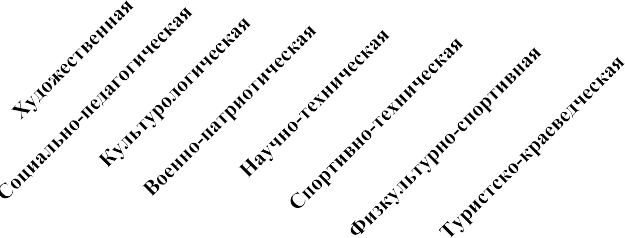 Художественная
Социально-педагогическая
Культурологическая
Военно-патриотическая
Научно-техническая
Спортивно-техническая
Физкультурно-спортивная
Туристско-краеведческая